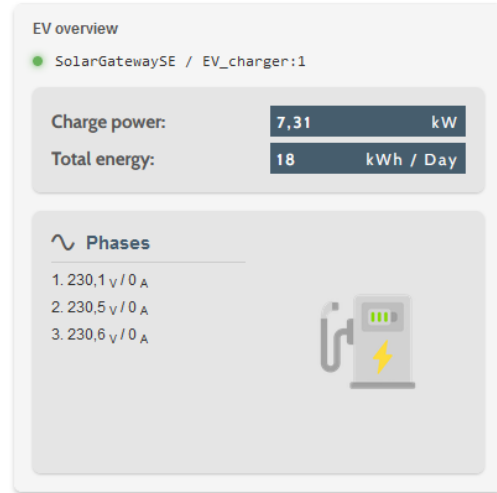 EV overview
SolarGatewaySE / EV_charger:1
Charge power: 7,31 kW
Total energy: 18 kWh / Day
Phases
1. 230,1 V / 0 A
2. 230,5 V / 0 A
3. 230,6 V / 0 A